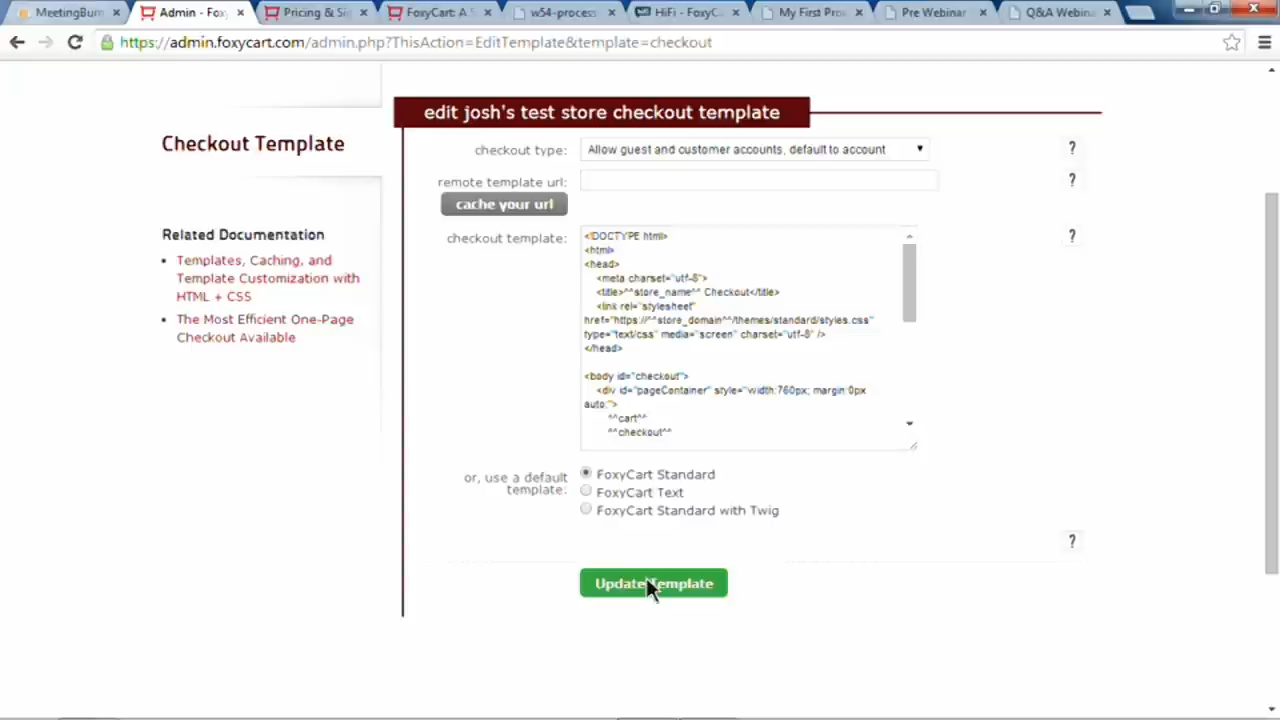 MeetingBurn
Admin - Fox
Pricing & Si
FoxyCart: A S
w54-process
HiFi - FoxyC
My First Pro
Pre Webinar
Q&A Webin
https://admin.foxycart.com/admin.php?ThisAction=EditTemplate&template=checkout
edit josh's test store checkout template
Checkout Template
checkout type:
Allow guest and customer accounts, default to account
?
remote template url:
?
cache your url
Related Documentation
• Templates, Caching, and
Template Customization with
HTML + CSS
• The Most Efficient One-Page
Checkout Available
checkout template:
?
<!DOCTYPE html>
<html>
<head>
<meta charset="utf-8">
<title>^^store_name^^ Checkout</title>
<link rel="stylesheet"
href="https://^^store_domain^^/themes/standard/styles.css"
type="text/css" media="screen" charset="utf-8" />
</head>
<body id="checkout">
<div id="pageContainer" style="width:760px; margin:0px
auto;">
^^cart^^
^^checkout^^
or, use a default
template:
FoxyCart Standard
FoxyCart Text
FoxyCart Standard with Twig
?
Update Template